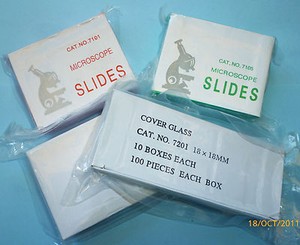 CAT. NO. 7101
MICROSCOPE
SLIDES
CAT. NO. 7105
MICROSCOPE
SLIDES
COVER GLASS
CAT. NO. 7201 18×18MM
10 BOXES EACH
100 PIECES EACH BOX
18/OCT/2011